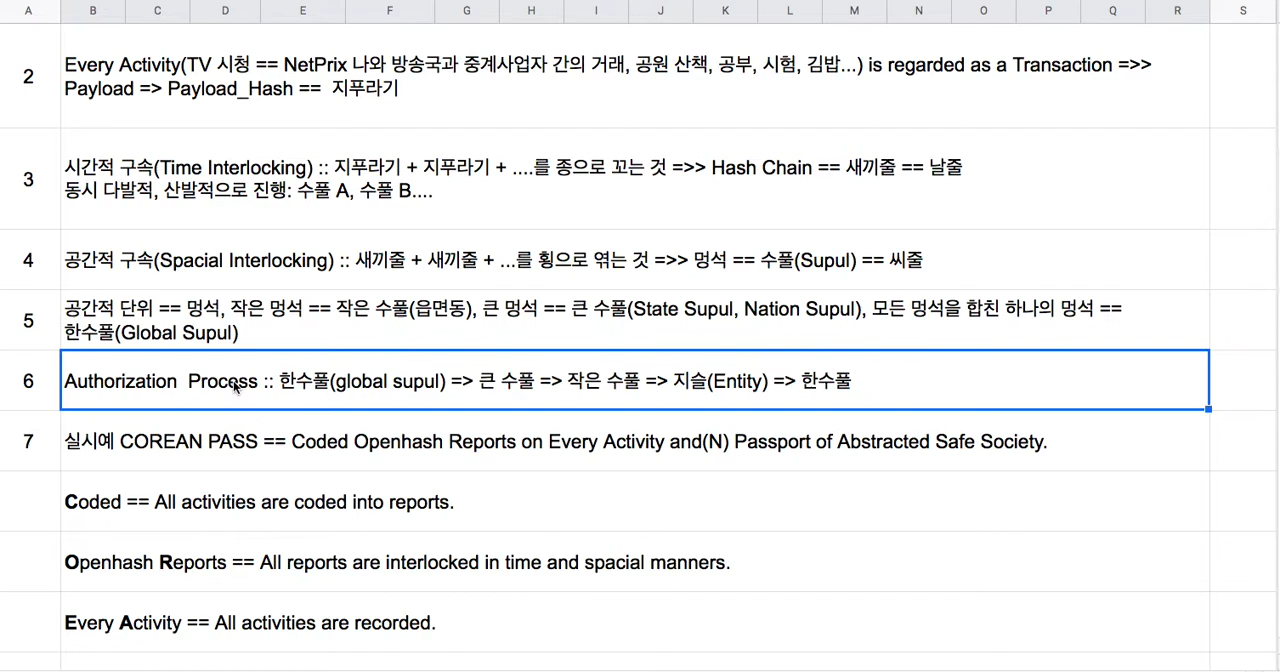 A B C D E F G H I J K L M N O P Q R S
2 Every Activity(TV 시청 == NetPrix 나와 방송국과 중계사업자 간의 거래, 공원 산책, 공부, 시험, 김밥...) is regarded as a Transaction =>>
Payload => Payload_Hash == 지푸라기
3 시간적 구속(Time Interlocking) :: 지푸라기 + 지푸라기 + ....를 종으로 꼬는 것 =>> Hash Chain == 새끼줄 == 날줄
동시 다발적, 산발적으로 진행: 수풀 A, 수풀 B....
4 공간적 구속(Spacial Interlocking) :: 새끼줄 + 새끼줄 + ...를 횡으로 엮는 것 =>> 멍석 == 수풀(Supul) == 씨줄
5 공간적 단위 == 멍석, 작은 멍석 == 작은 수풀(읍면동), 큰 멍석 == 큰 수풀(State Supul, Nation Supul), 모든 멍석을 합친 하나의 멍석 ==
한수풀(Global Supul)
6 Authorization  Process :: 한수풀(global supul) => 큰 수풀 => 작은 수풀 => 지슬(Entity) => 한수풀
7 실시예 COREAN PASS == Coded Openhash Reports on Every Activity and(N) Passport of Abstracted Safe Society.
Coded == All activities are coded into reports.
Openhash Reports == All reports are interlocked in time and spacial manners.
Every Activity == All activities are recorded.